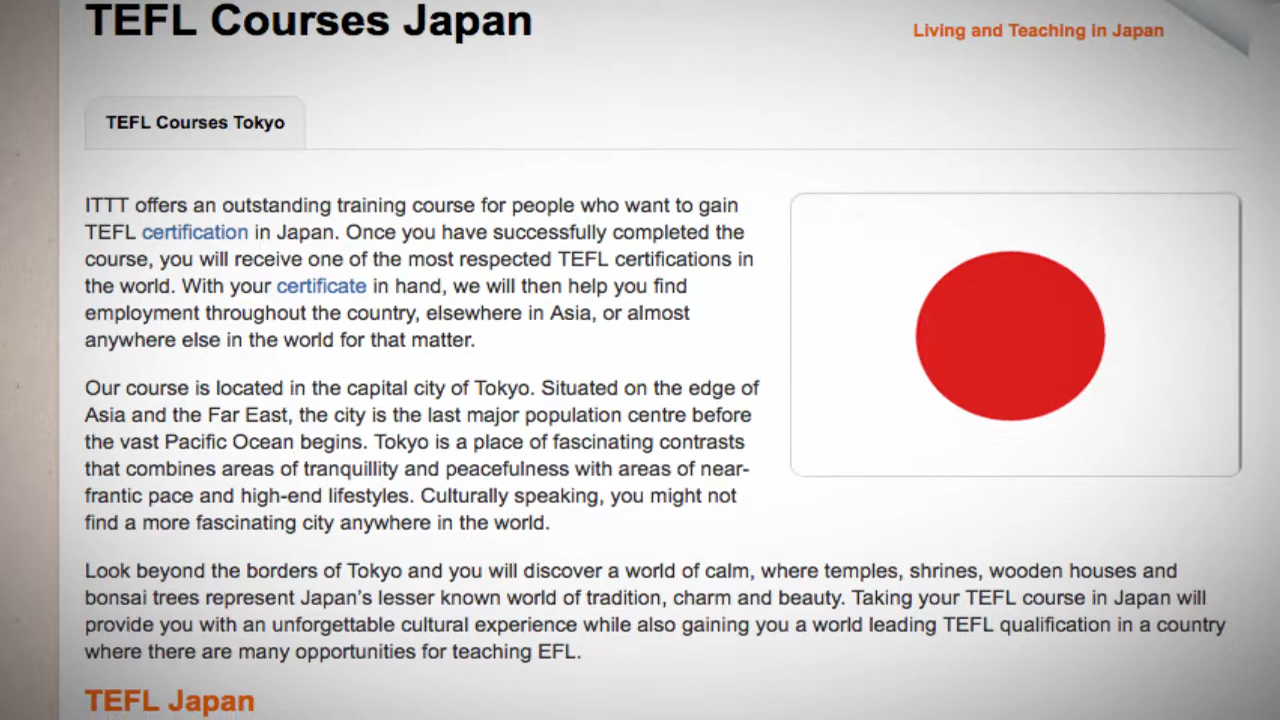 TEFL Courses Japan
Living and Teaching in Japan
TEFL Courses Tokyo
ITTT offers an outstanding training course for people who want to gain
TEFL certification in Japan. Once you have successfully completed the
course, you will receive one of the most respected TEFL certifications in
the world. With your certificate in hand, we will then help you find
employment throughout the country, elsewhere in Asia, or almost
anywhere else in the world for that matter.
Our course is located in the capital city of Tokyo. Situated on the edge of
Asia and the Far East, the city is the last major population centre before
the vast Pacific Ocean begins. Tokyo is a place of fascinating contrasts
that combines areas of tranquillity and peacefulness with areas of near-
frantic pace and high-end lifestyles. Culturally speaking, you might not
find a more fascinating city anywhere in the world.
Look beyond the borders of Tokyo and you will discover a world of calm, where temples, shrines, wooden houses and
bonsai trees represent Japan's lesser known world of tradition, charm and beauty. Taking your TEFL course in Japan will
provide you with an unforgettable cultural experience while also gaining you a world leading TEFL qualification in a country
where there are many opportunities for teaching EFL.
TEFL Japan